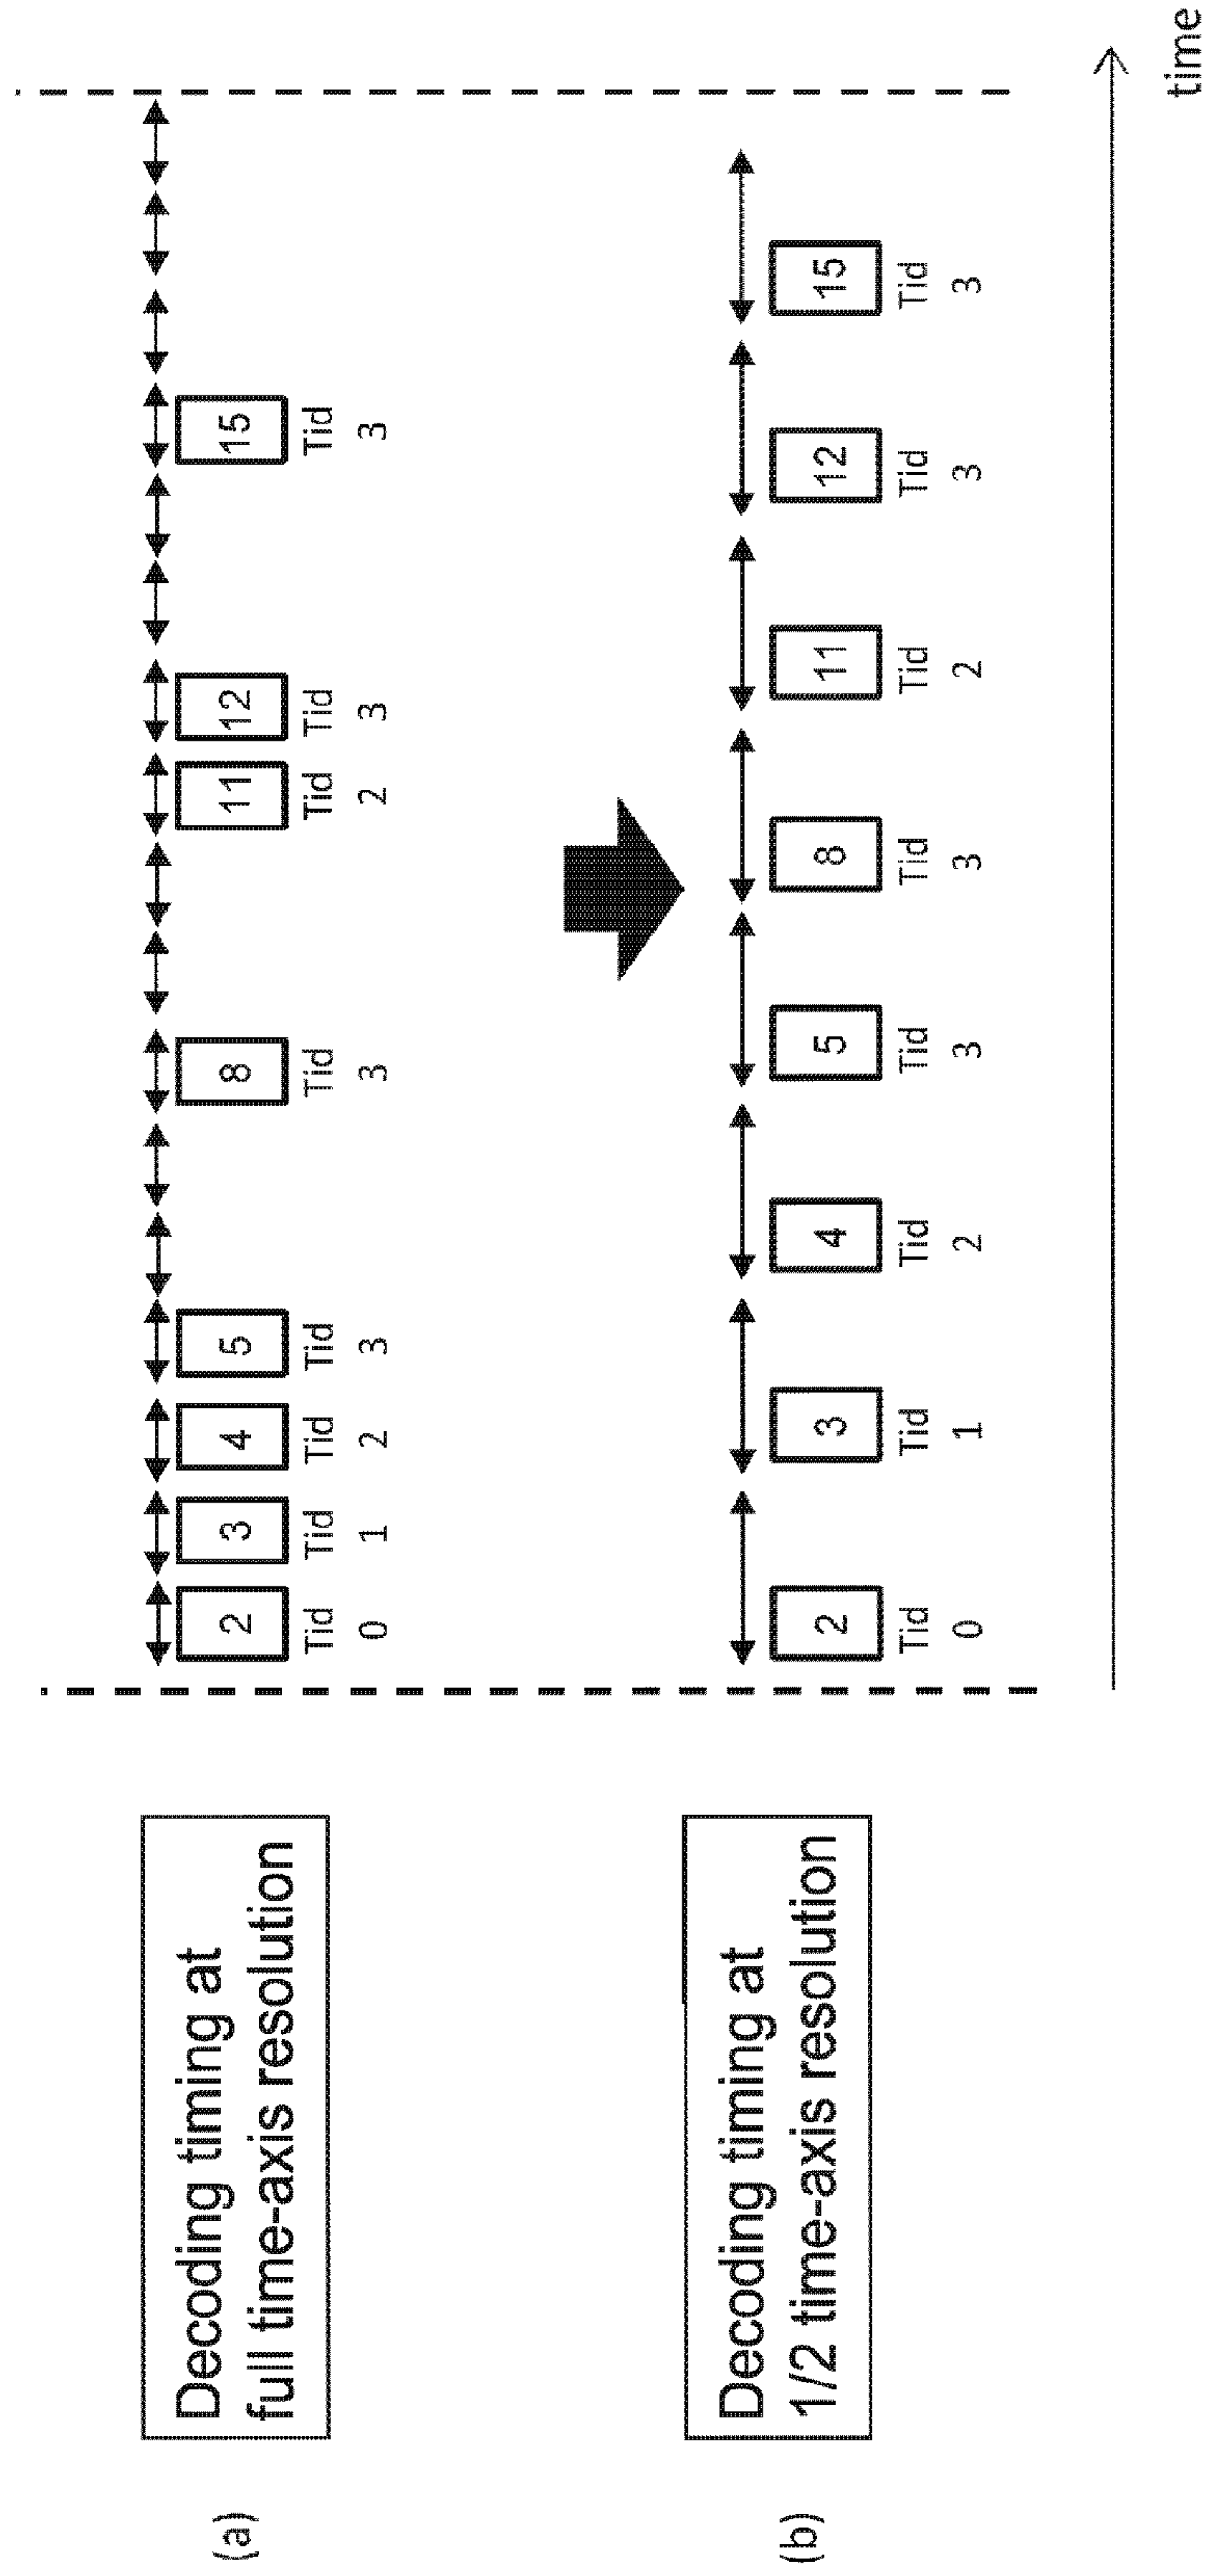 (a)
Decoding timing at
full time-axis resolution
2 3 4 5 8 11 12 15
Tid Tid Tid Tid Tid Tid Tid Tid
0 1 2 3 3 2 3 3
(b)
Decoding timing at
1/2 time-axis resolution
2 3 4 5 8 11 12 15
Tid Tid Tid Tid Tid Tid Tid Tid
0 1 2 3 3 2 3 3
time